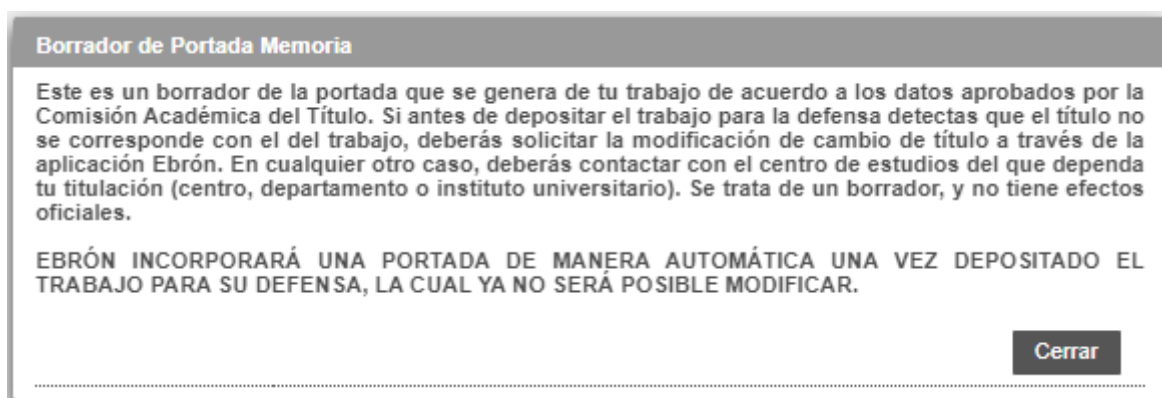 Borrador de Portada Memoria
Este es un borrador de la portada que se genera de tu trabajo de acuerdo a los datos aprobados por la
Comisión Académica del Título. Si antes de depositar el trabajo para la defensa detectas que el título no
se corresponde con el del trabajo, deberás solicitar la modificación de cambio de título a través de la
aplicación Ebrón. En cualquier otro caso, deberás contactar con el centro de estudios del que dependa
tu titulación (centro, departamento o instituto universitario). Se trata de un borrador, y no tiene efectos
oficiales.
EBRÓN INCORPORARÁ UNA PORTADA DE MANERA AUTOMÁTICA UNA VEZ DEPOSITADO EL
TRABAJO PARA SU DEFENSA, LA CUAL YA NO SERÁ POSIBLE MODIFICAR.
Cerrar